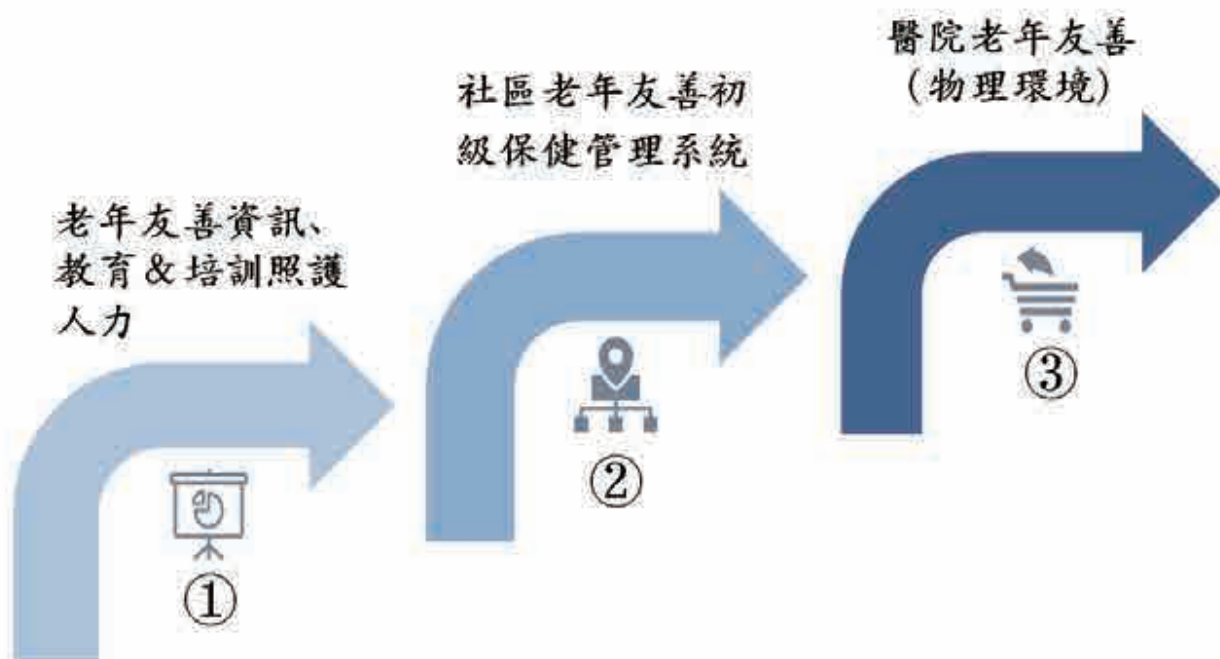 老年友善資訊、
教育＆培訓照護
人力
①
社區老年友善初
級保健管理系統
②
醫院老年友善
（物理環境）
③